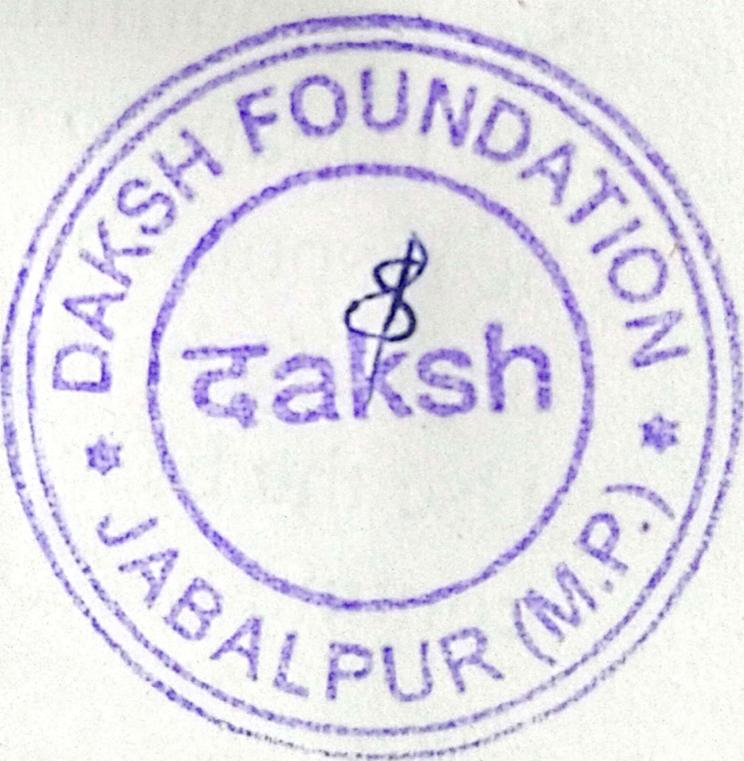 DAKSH FOUNDATION
दaksh
JABALPUR (M.P.)